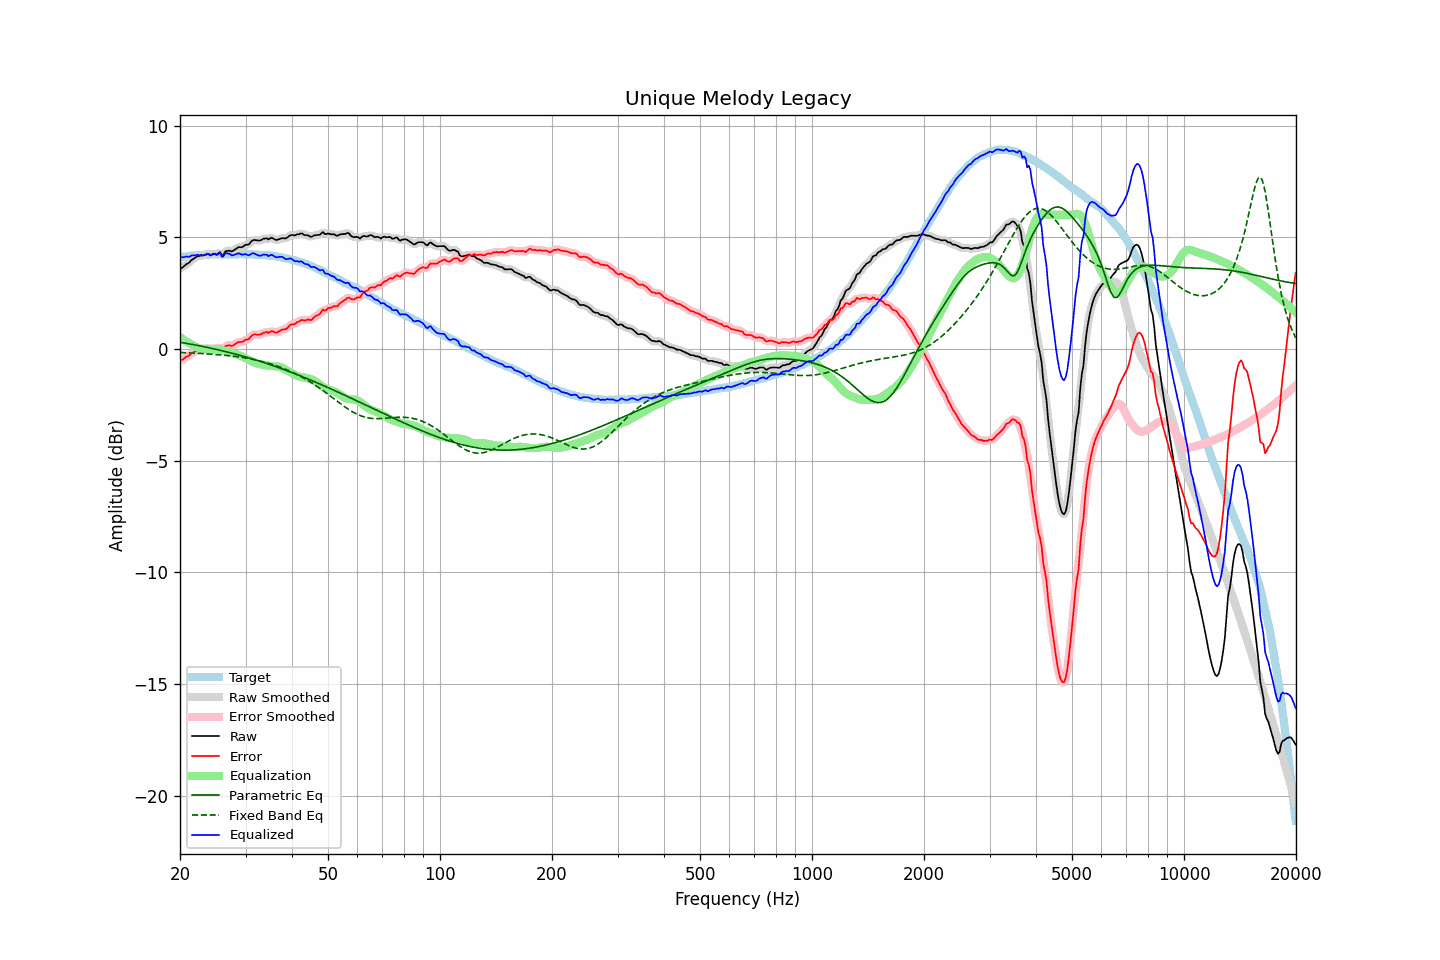 Unique Melody Legacy
Amplitude (dBr)
10
5
0
−5
−10
−15
−20
Target
Raw Smoothed
Error Smoothed
Raw
Error
Equalization
Parametric Eq
Fixed Band Eq
Equalized
20 50 100 200 500 1000 2000 5000 10000 20000
Frequency (Hz)